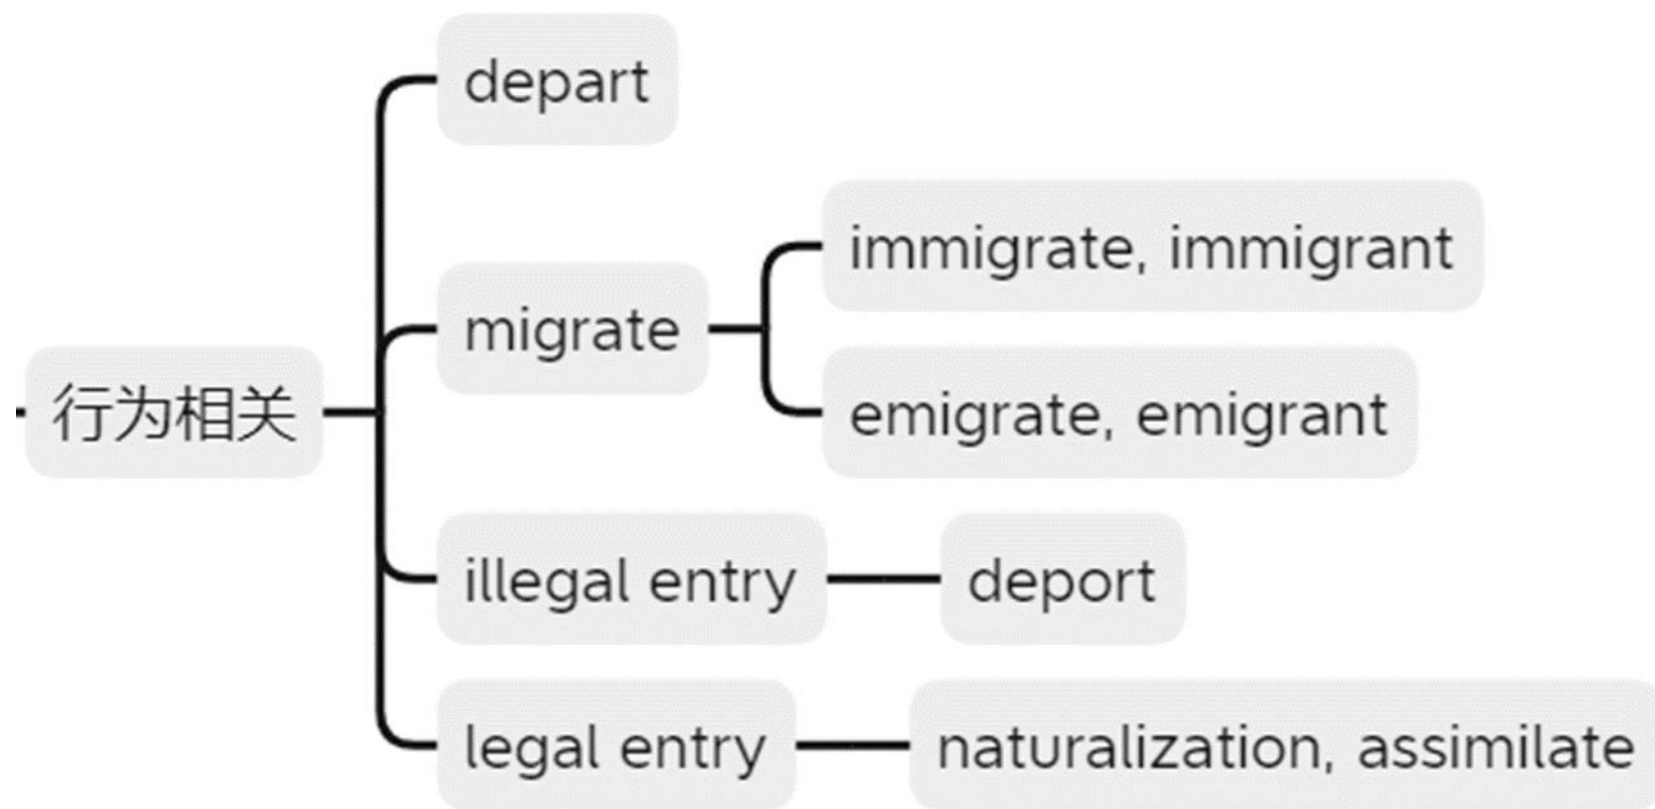 depart
immigrate, immigrant
migrate
emigrate, emigrant
行为相关
illegal entry
deport
legal entry
naturalization, assimilate